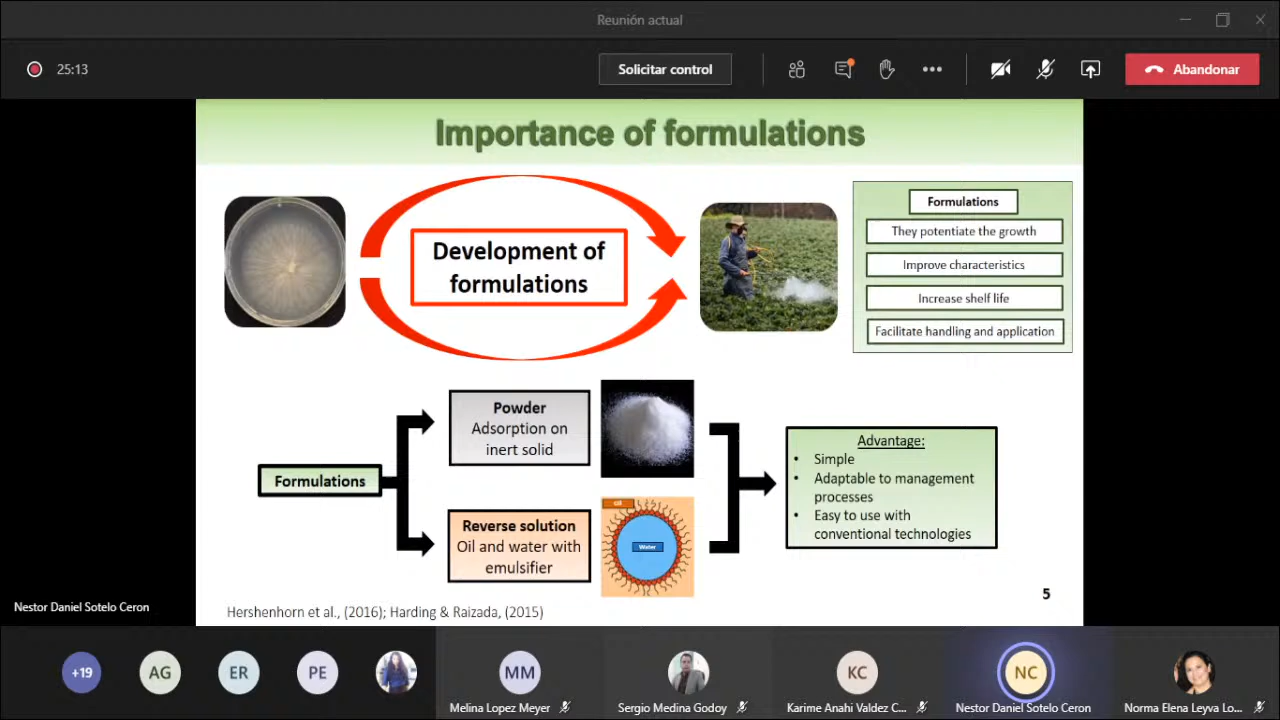 Reunión actual
25:13
Solicitar control
Abandonar
Importance of formulations
Development of
formulations
Formulations
They potentiate the growth
Improve characteristics
Increase shelf life
Facilitate handling and application
Formulations
Powder
Adsorption on
inert solid
Reverse solution
Oil and water with
emulsifier
Oil
Water
Advantage:
• Simple
• Adaptable to management
processes
• Easy to use with
conventional technologies
5
Hershenhorn et al., (2016); Harding & Raizada, (2015)
Nestor Daniel Sotelo Ceron
+19
AG
ER
PE
MM
KC
NC
Melina Lopez Meyer
Sergio Medina Godoy
Karime Anahi Valdez C...
Nestor Daniel Sotelo Ceron
Norma Elena Leyva Lo...